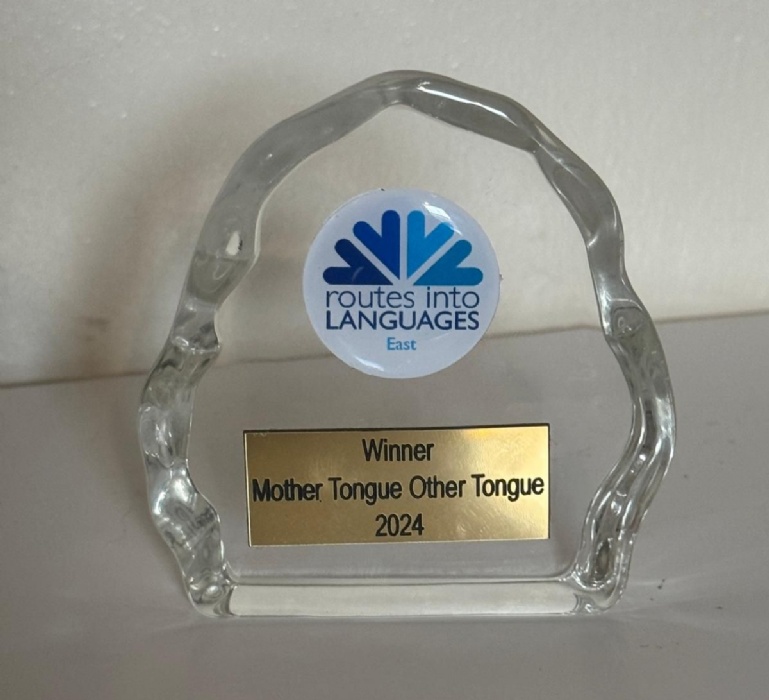 routes into
LANGUAGES
East
Winner
Mother Tongue Other Tongue
2024